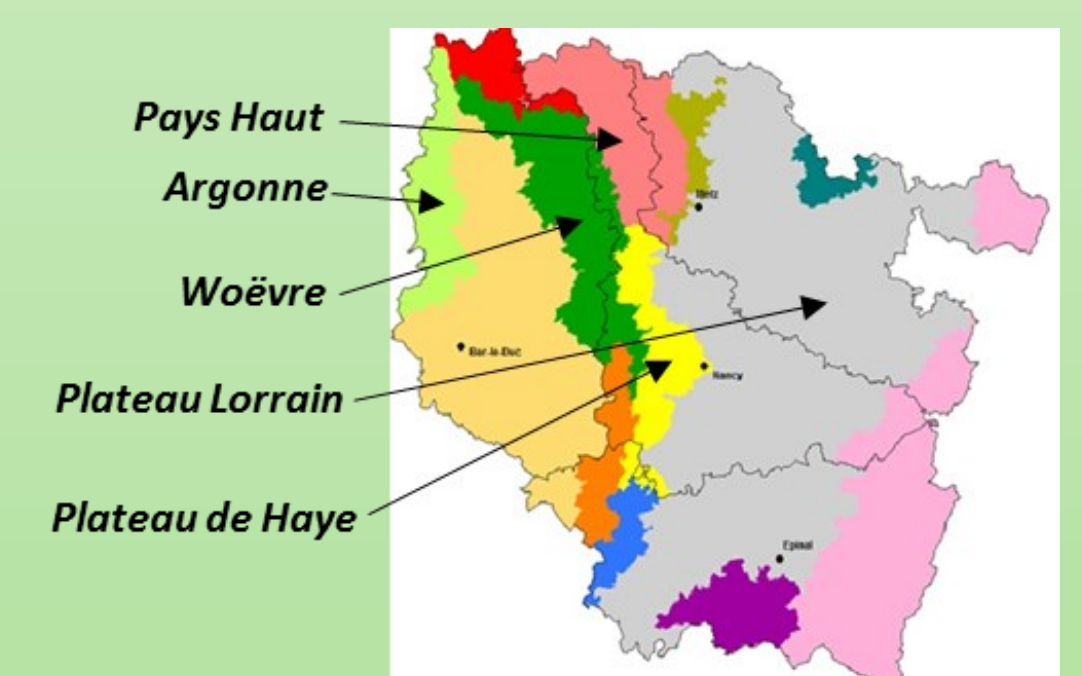 Pays Haut
Argonne
Woëvre
Plateau Lorrain
Plateau de Haye
Metz
Bar-le-Duc
Nancy
Epinal